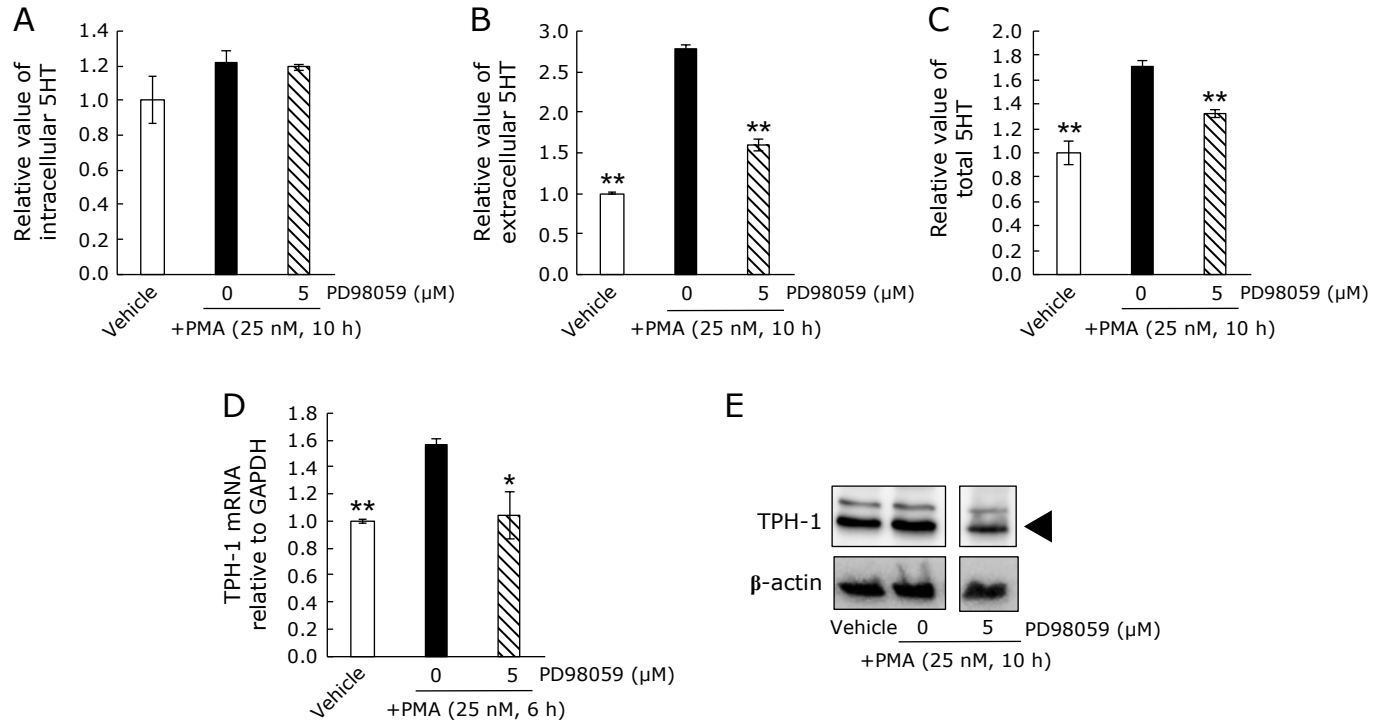 A
Relative value of
intracellular 5HT
1.4
1.2
1.0
0.8
0.6
0.4
0.2
0.0
Vehicle
0
5
PD98059 (µM)
+PMA (25 nM, 10 h)
B
Relative value of
extracellular 5HT
3.0
2.5
2.0
1.5
1.0
0.5
0.0
**
**
Vehicle
0
5
PD98059 (µM)
+PMA (25 nM, 10 h)
C
Relative value of
total 5HT
2.0
1.8
1.6
1.4
1.2
1.0
0.8
0.6
0.4
0.2
0.0
**
**
Vehicle
0
5
PD98059 (µM)
+PMA (25 nM, 10 h)
D
TPH-1 mRNA
relative to GAPDH
1.8
1.6
1.4
1.2
1.0
0.8
0.6
0.4
0.2
0.0
**
*
Vehicle
0
5
PD98059 (µM)
+PMA (25 nM, 6 h)
E
TPH-1
β-actin
Vehicle
0
5
PD98059 (µM)
+PMA (25 nM, 10 h)